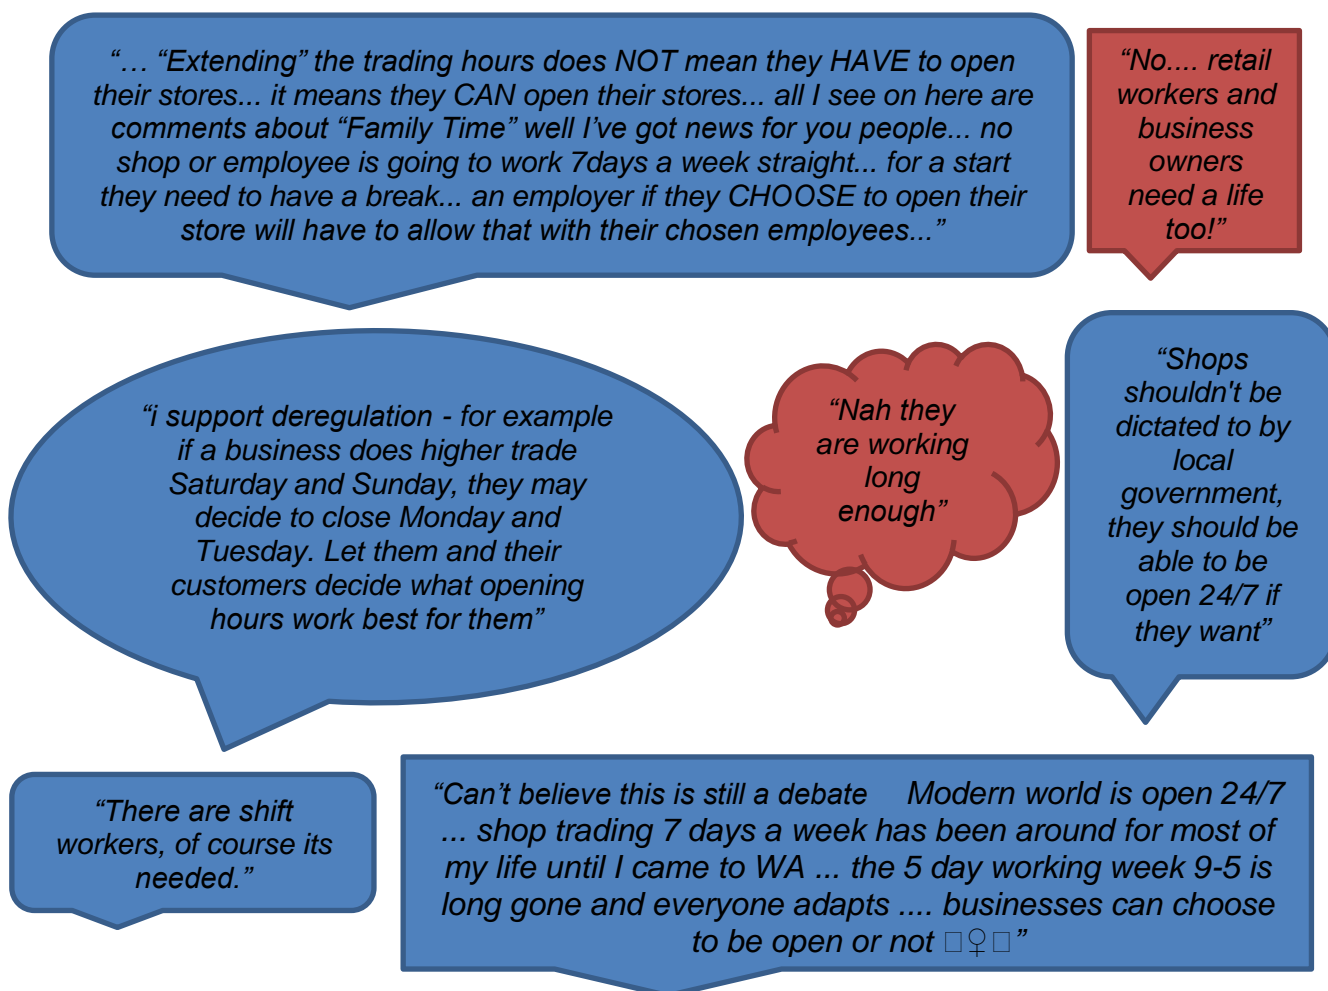 “... “Extending” the trading hours does NOT mean they HAVE to open
their stores... it means they CAN open their stores... all I see on here are
comments about “Family Time” well I’ve got news for you people... no
shop or employee is going to work 7days a week straight... for a start
they need to have a break... an employer if they CHOOSE to open their
store will have to allow that with their chosen employees...”
“No.... retail
workers and
business
owners
need a life
too!”
“i support deregulation - for example
if a business does higher trade
Saturday and Sunday, they may
decide to close Monday and
Tuesday. Let them and their
customers decide what opening
hours work best for them”
“Nah they
are working
long
enough”
“Shops
shouldn't be
dictated to by
local
government,
they should be
able to be
open 24/7 if
they want”
“There are shift
workers, of course its
needed.”
“Can’t believe this is still a debate Modern world is open 24/7
... shop trading 7 days a week has been around for most of
my life until I came to WA ... the 5 day working week 9-5 is
long gone and everyone adapts .... businesses can choose
to be open or not □♀□”